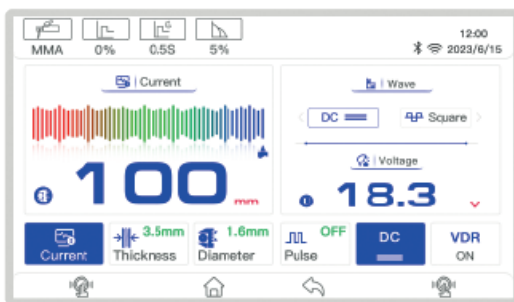 MMA 0% 0.5S 5%
12:00
2023/6/15
Current
Wave
DC Square
Voltage
100 mm
18.3 v
Current
3.5mm
Thickness
1.6mm
Diameter
OFF
Pulse
DC
VDR
ON